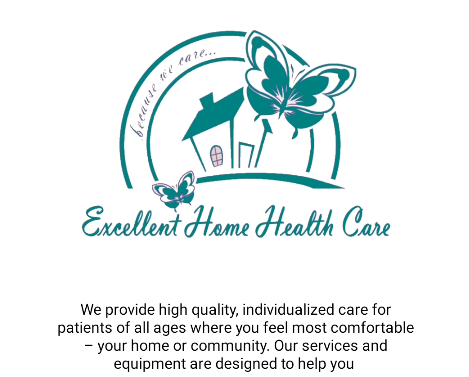 because we care...
Excellent Home Health Care
We provide high quality, individualized care for
patients of all ages where you feel most comfortable
– your home or community. Our services and
equipment are designed to help you